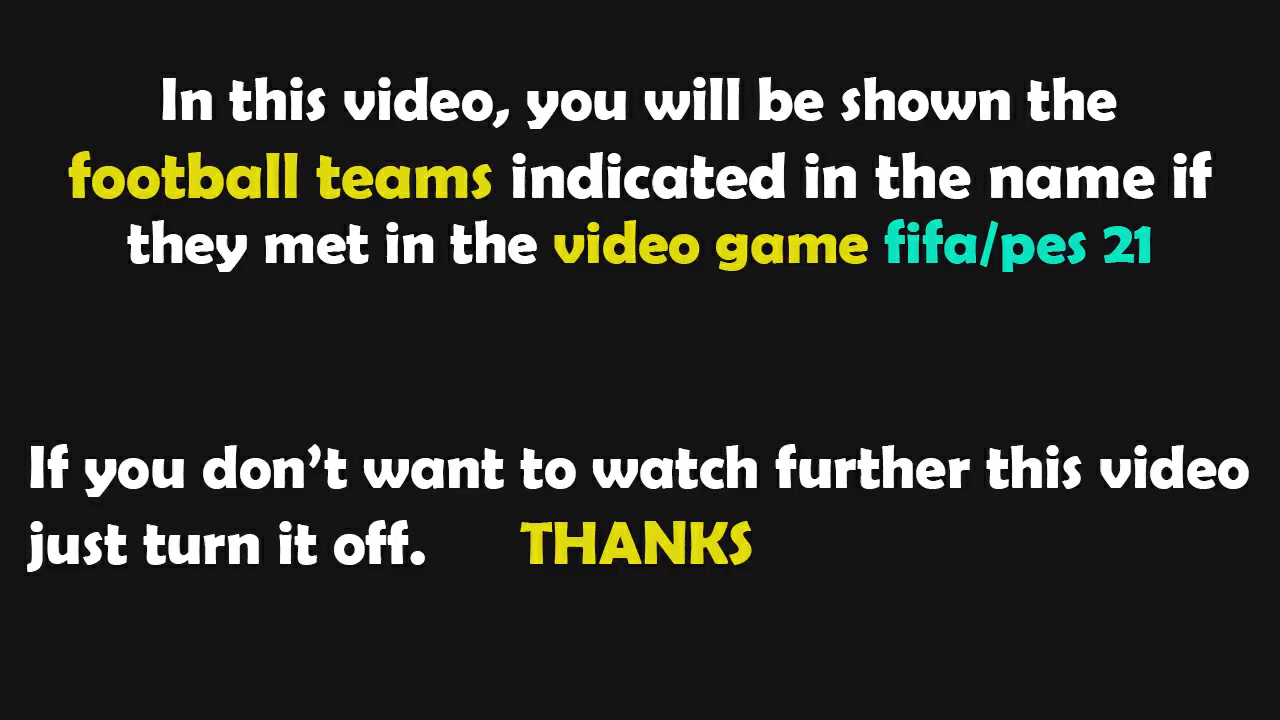 In this video, you will be shown the
football teams indicated in the name if
they met in the video game fifa/pes 21
If you don't want to watch further this video
just turn it off. THANKS